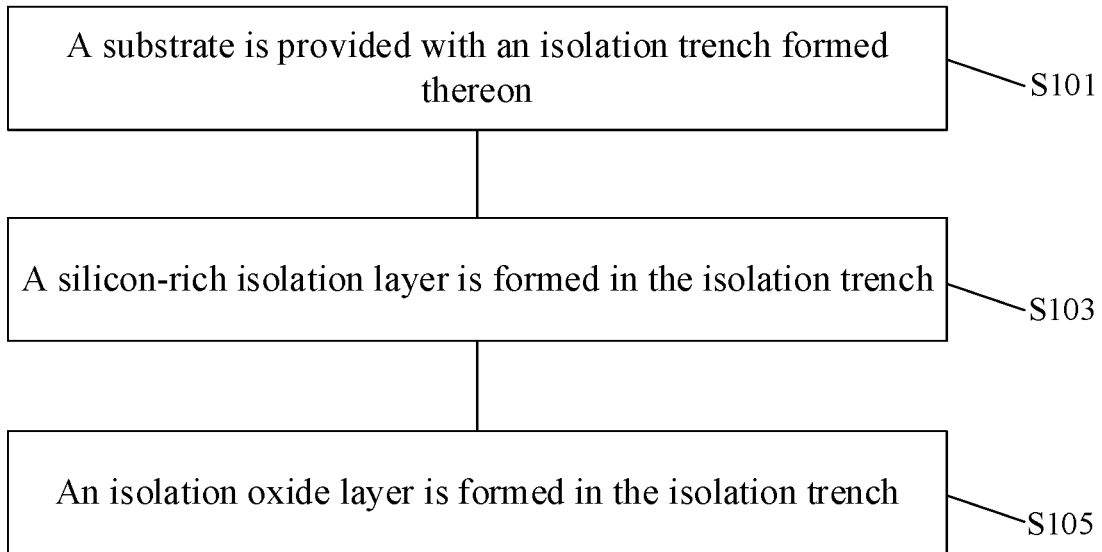 A substrate is provided with an isolation trench formed
thereon
S101
A silicon-rich isolation layer is formed in the isolation trench
S103
An isolation oxide layer is formed in the isolation trench
S105